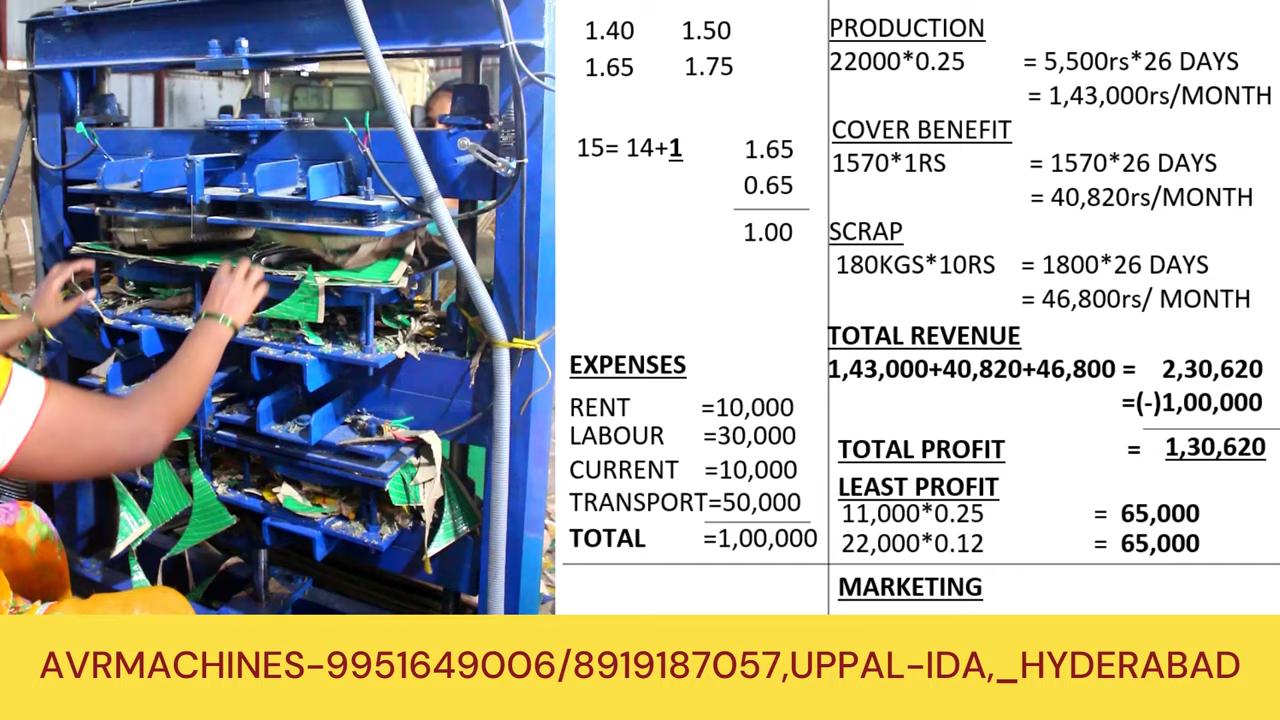 1.40 1.50
1.65 1.75
15= 14+1 1.65
0.65
1.00
EXPENSES
RENT =10,000
LABOUR =30,000
CURRENT =10,000
TRANSPORT=50,000
TOTAL =1,00,000
PRODUCTION
22000*0.25 = 5,500rs*26 DAYS
= 1,43,000rs/MONTH
COVER BENEFIT
1570*1RS = 1570*26 DAYS
= 40,820rs/MONTH
SCRAP
180KGS*10RS = 1800*26 DAYS
= 46,800rs/ MONTH
TOTAL REVENUE
1,43,000+40,820+46,800 = 2,30,620
=(-)1,00,000
TOTAL PROFIT = 1,30,620
LEAST PROFIT
11,000*0.25 = 65,000
22,000*0.12 = 65,000
MARKETING
AVRMACHINES-9951649006/8919187057,UPPAL-IDA,_HYDERABAD